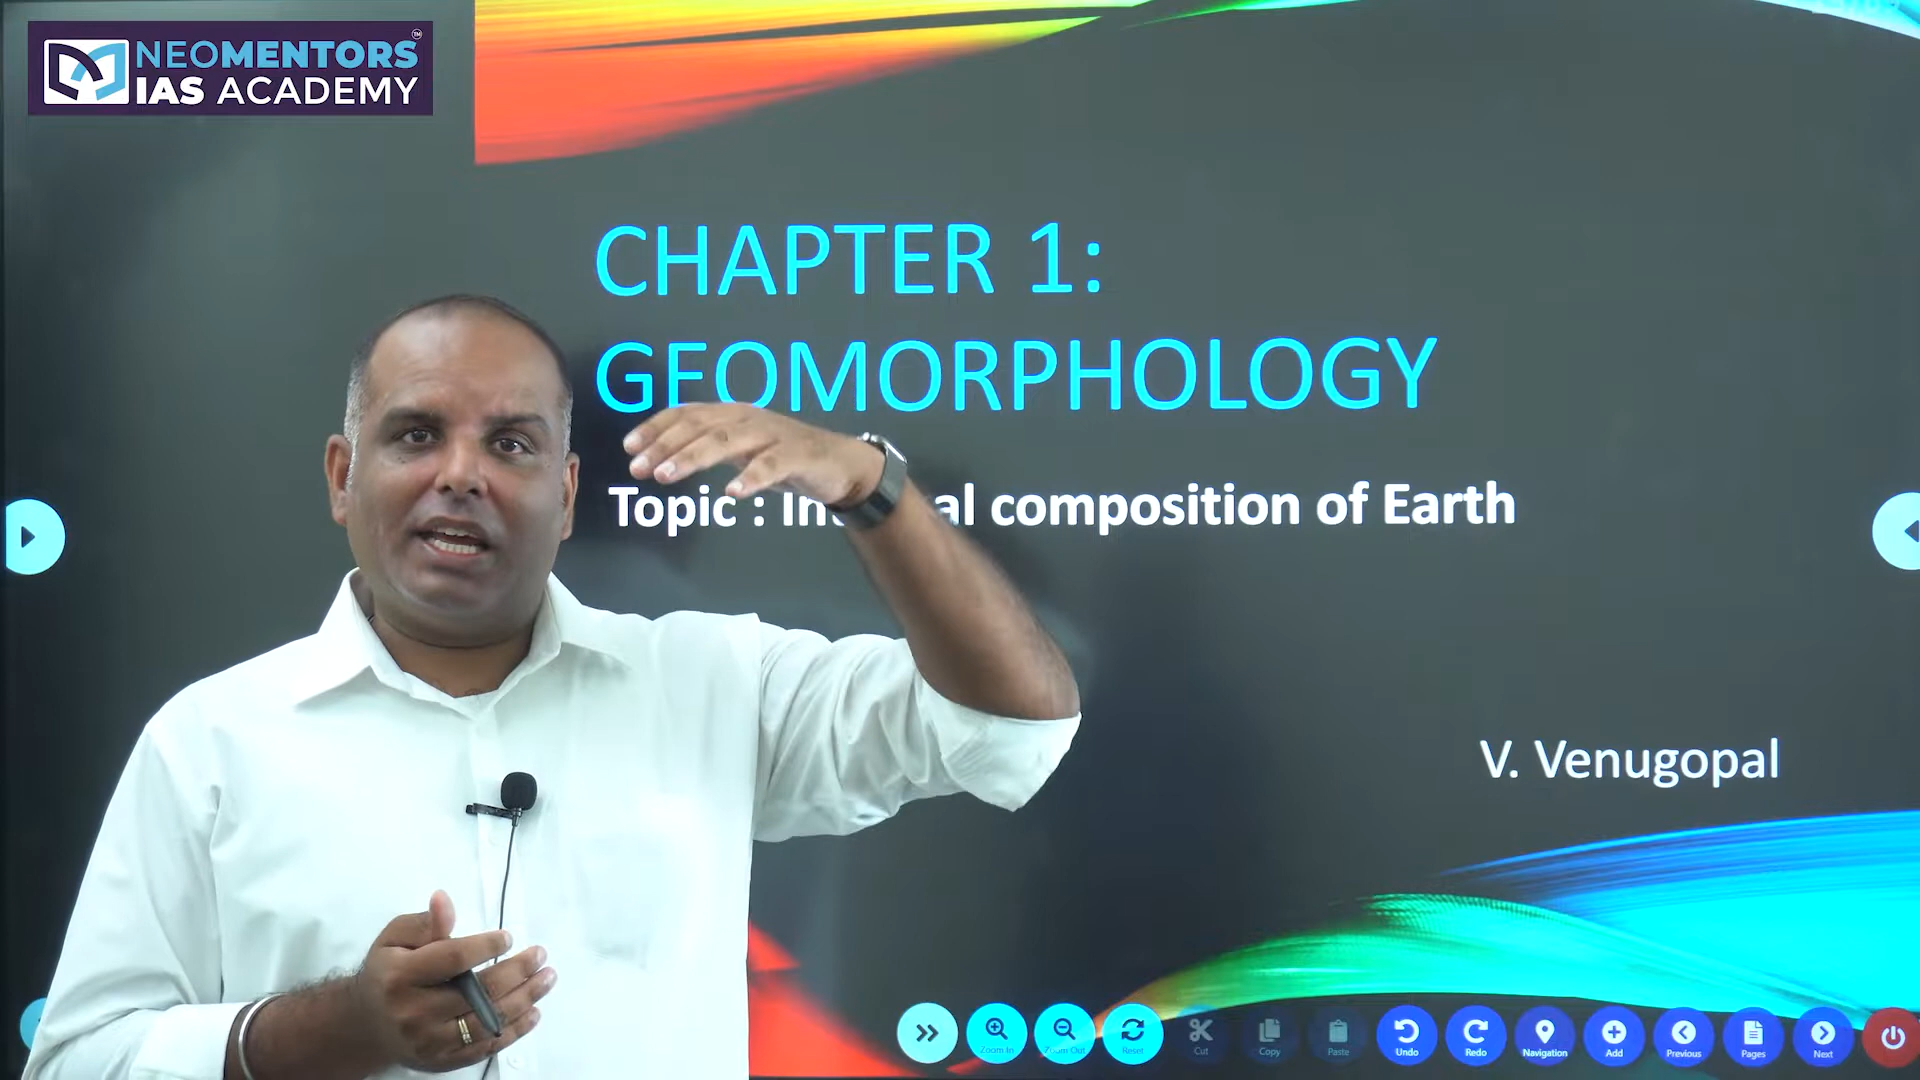 NEOMENTORS™
IAS ACADEMY
CHAPTER 1:
GEOMORPHOLOGY
Topic : composition of Earth
V. Venugopal
Zoom In Zoom Out Reset Cut Copy Paste Undo Redo Navigation Add Previous Pages Next